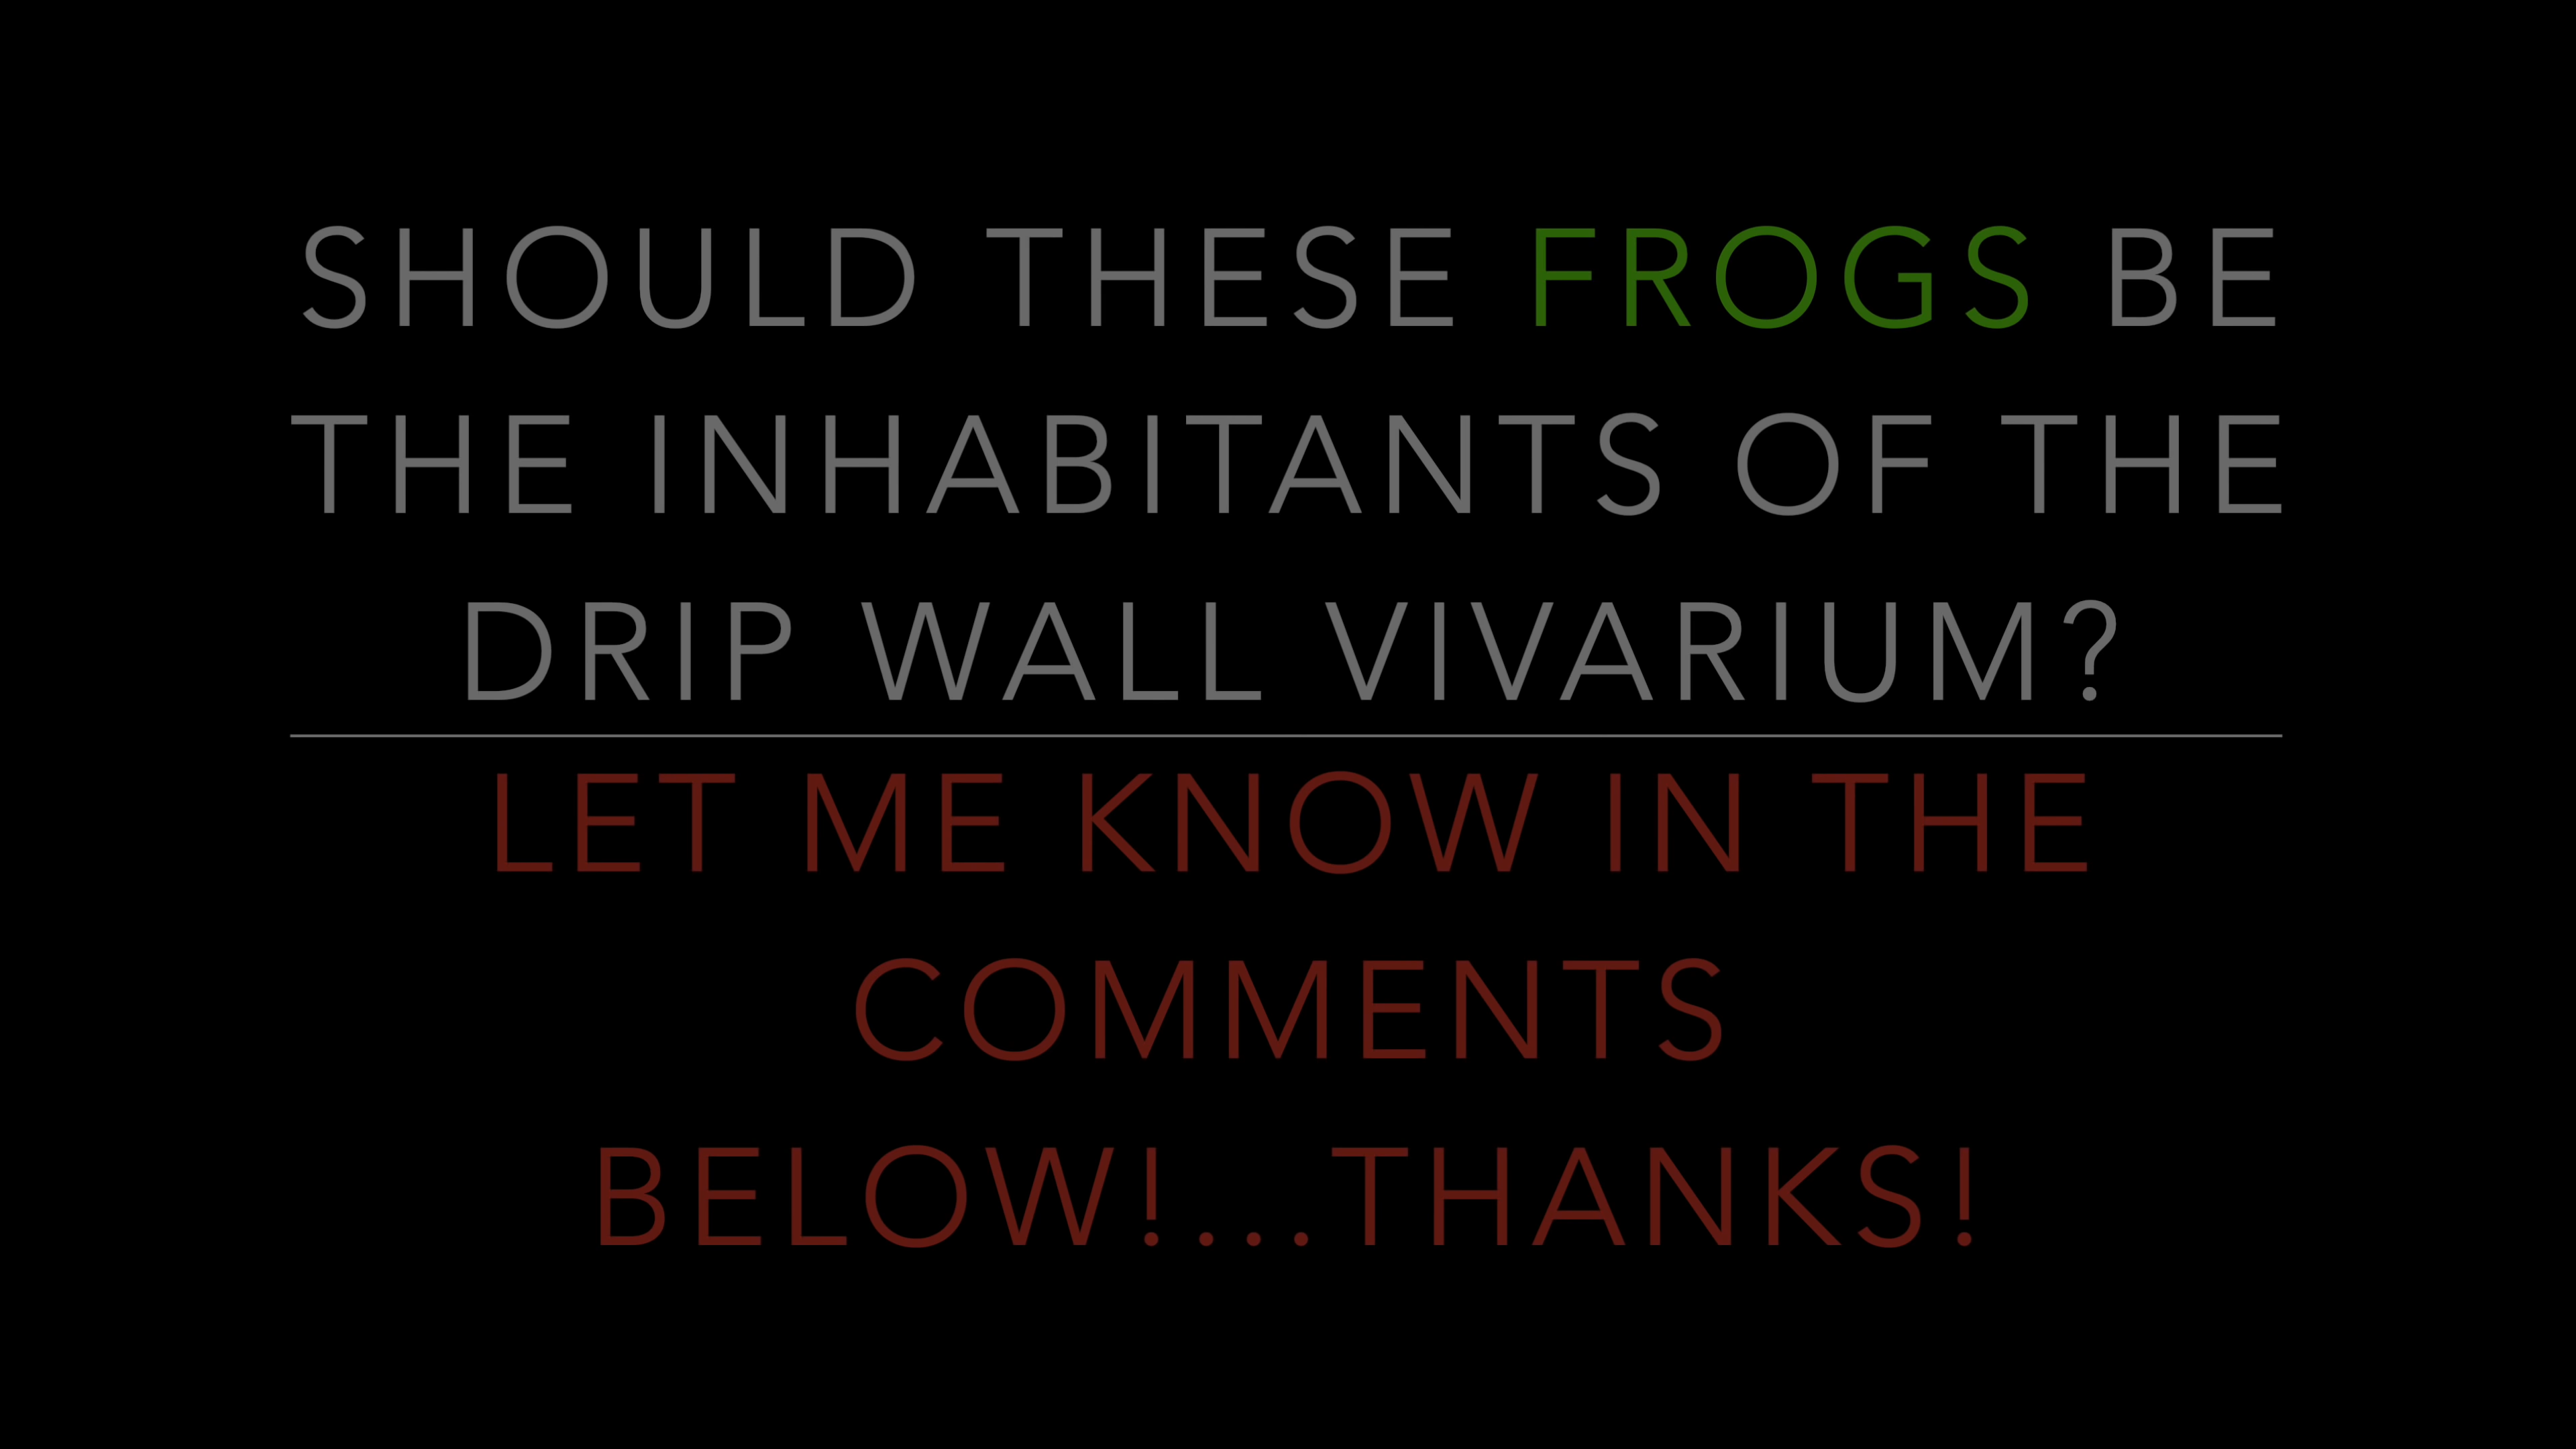 SHOULD THESE FROGS BE
THE INHABITANTS OF THE
DRIP WALL VIVARIUM?
LET ME KNOW IN THE
COMMENTS
BELOW!...THANKS!